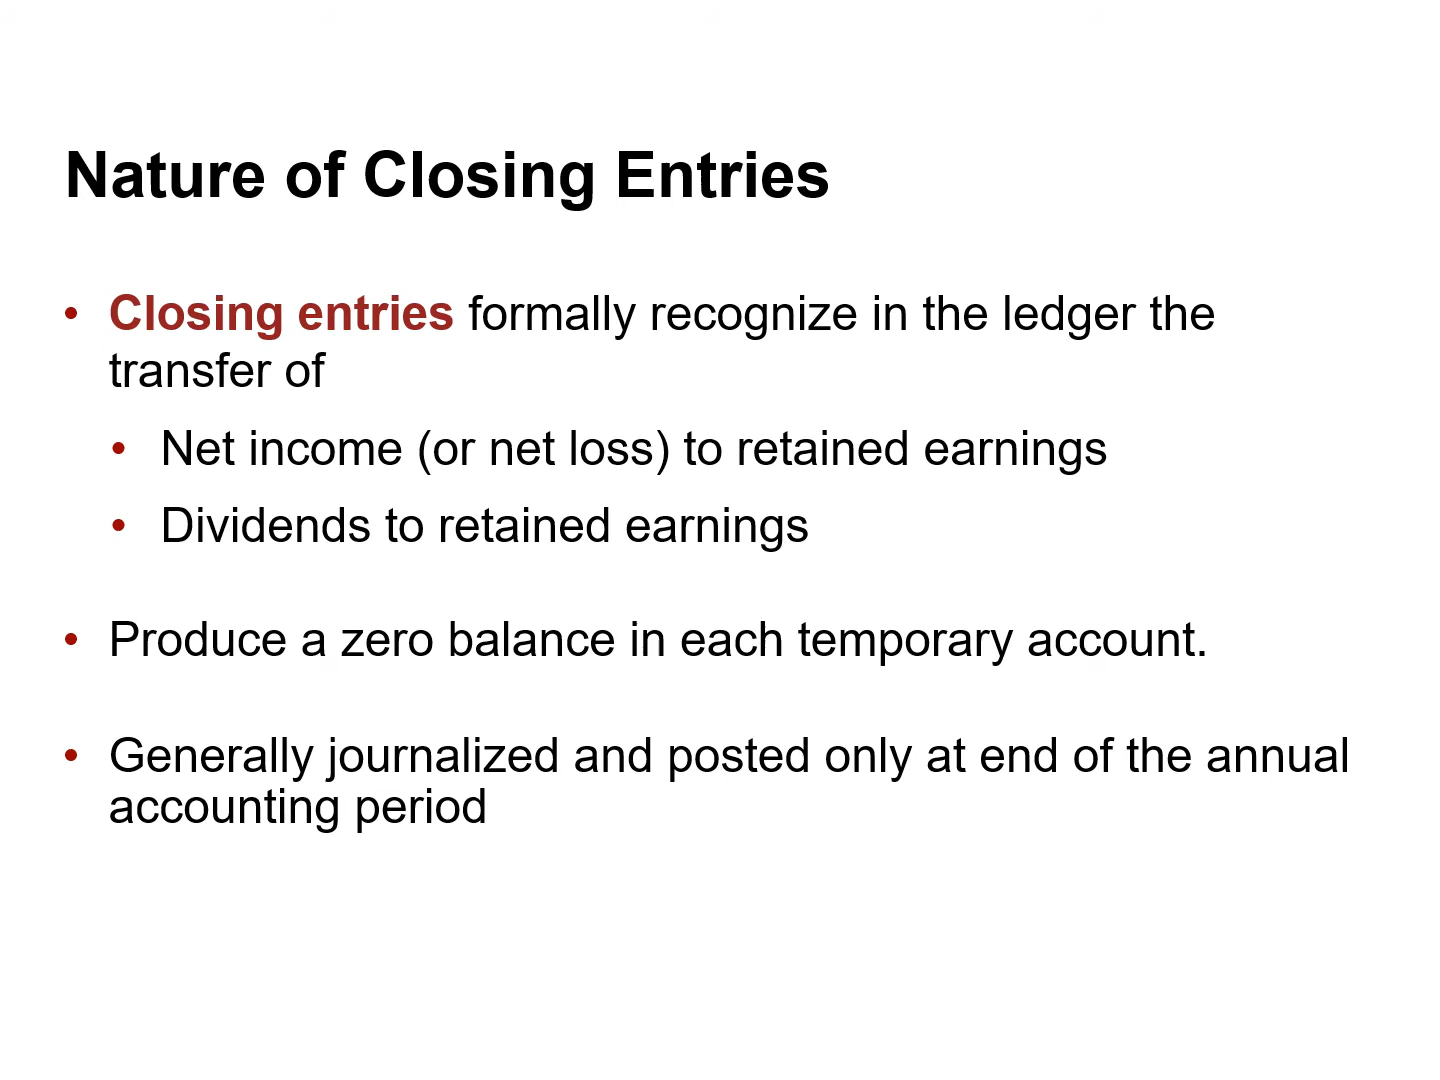 Nature of Closing Entries
• Closing entries formally recognize in the ledger the
transfer of
• Net income (or net loss) to retained earnings
• Dividends to retained earnings
• Produce a zero balance in each temporary account.
• Generally journalized and posted only at end of the annual
accounting period